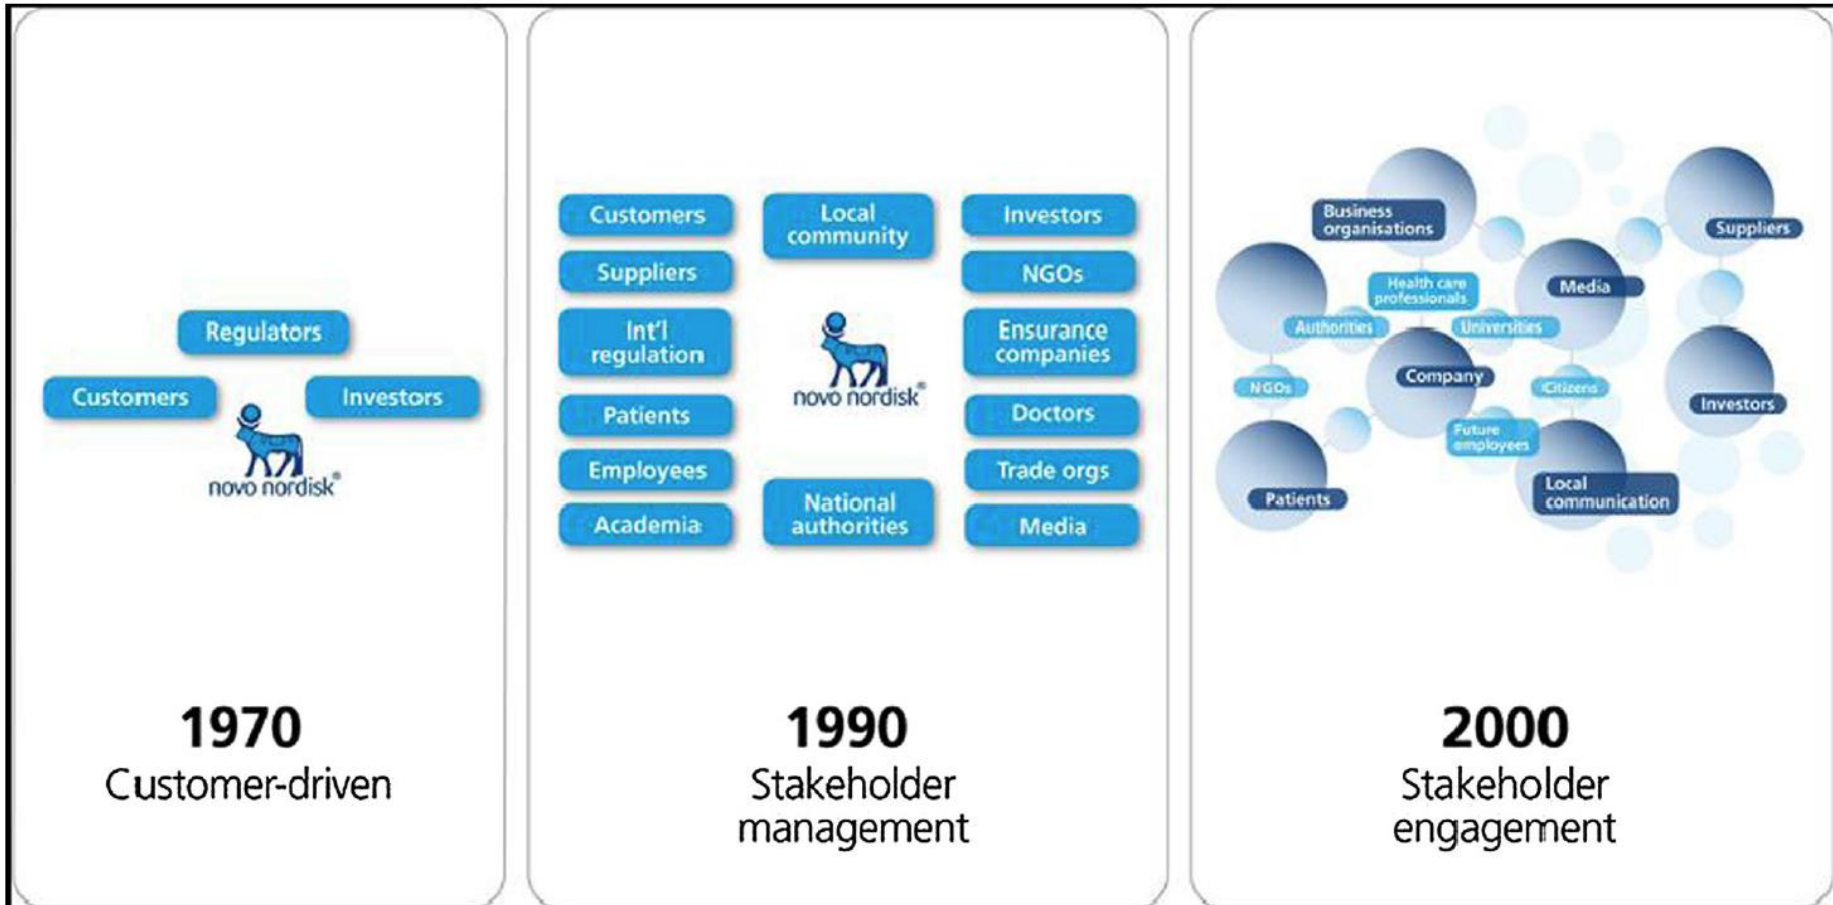 Regulators
Customers
Investors
novo nordisk®
1970
Customer-driven
Customers
Suppliers
Int'l
regulation
Patients
Employees
Academia
Local
community
novo nordisk®
National
authorities
Investors
NGOs
Ensurance
companies
Doctors
Trade orgs
Media
1990
Stakeholder
management
Business
organisations
Suppliers
Health care
professionals
Media
Authorities
Universities
Company
NGOs
Citizens
Investors
Future
employees
Patients
Local
communication
2000
Stakeholder
engagement